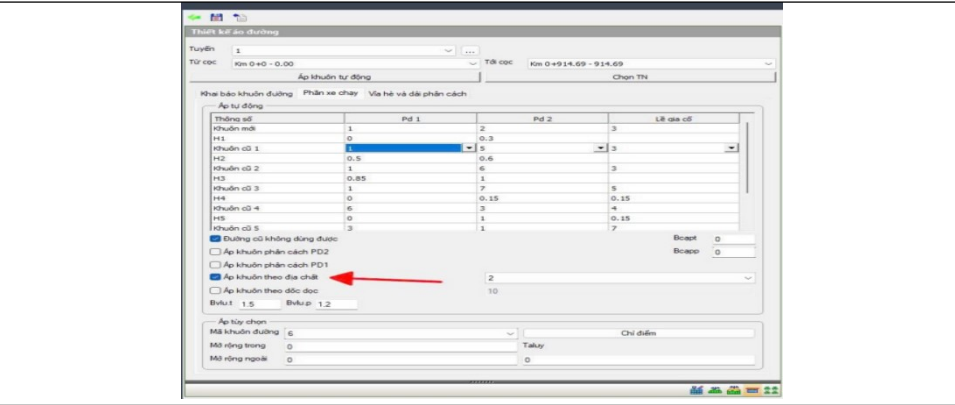 Thiết kế áo đường
Tuyến 1 ...
Từ cọc Km 0+0 - 0.00 Tới cọc Km 0+914.69 - 914.69
Áp khuôn tự động Chọn TN
Khai báo khuôn đường Phần xe chạy Vỉa hè và dải phân cách
Áp tự động
Thông số Pd 1 Pd 2 Lề gia cố
Khuôn mới 1 2 3
H1 0 0.3
Khuôn cũ 1 1 5 3
H2 0.5 0.6
Khuôn cũ 2 1 6 3
H3 0.85 1
Khuôn cũ 3 1 7 5
H4 0 0.15 0.15
Khuôn cũ 4 6 3 4
H5 0 1 0.15
Khuôn cũ 5 3 1 7
Đường cũ không dùng được Bcapt 0
Áp khuôn phân cách PD2 Bcapp 0
Áp khuôn phân cách PD1
Áp khuôn theo địa chất 2
Áp khuôn theo dốc dọc 10
Bvlu.t 1.5 Bvlu.p 1.2
Áp tùy chọn
Mã khuôn đường 6 Chỉ điểm
Mở rộng trong 0 Taluy
Mở rộng ngoài 0 0